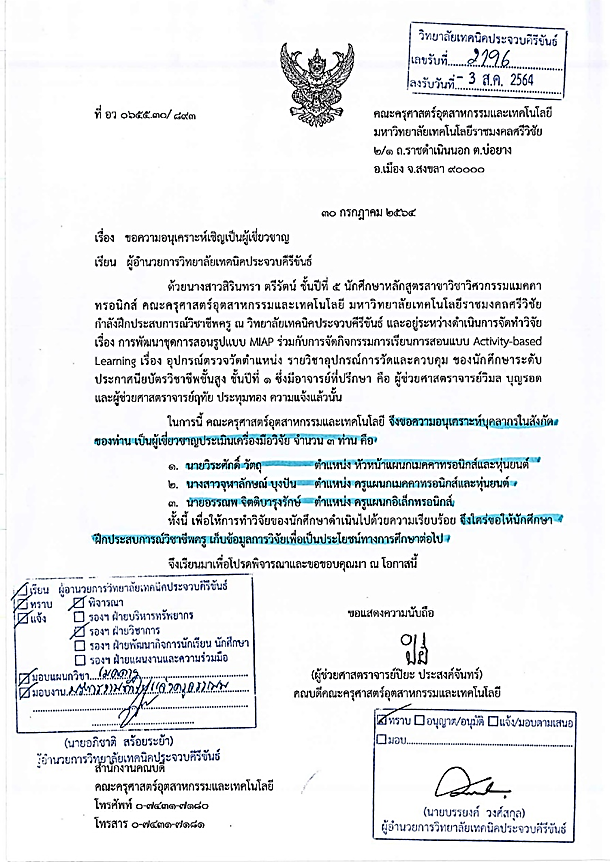 วิทยาลัยเทคนิคประจวบคีรีขันธ์
เลขรับที่ 2796
ลงรับวันที่ - 3 ส.ค. 2564
ที่ อว ๐๖๕๕.๓๐/ ๘๙๓
คณะครุศาสตร์อุตสาหกรรมและเทคโนโลยี
มหาวิทยาลัยเทคโนโลยีราชมงคลศรีวิชัย
๒/๑ ถ.ราชดำเนินนอก ต.บ่อยาง
อ.เมือง จ.สงขลา ๙๐๐๐๐
๓๐ กรกฎาคม ๒๕๖๔
เรื่อง ขอความอนุเคราะห์เชิญเป็นผู้เชี่ยวชาญ
เรียน ผู้อำนวยการวิทยาลัยเทคนิคประจวบคีรีขันธ์
ด้วยนางสาวสิรินทรา ตรีรัตน์ ชั้นปีที่ ๕ นักศึกษาหลักสูตรสาขาวิชาวิศวกรรมแมคคา
ทรอนิกส์ คณะครุศาสตร์อุตสาหกรรมและเทคโนโลยี มหาวิทยาลัยเทคโนโลยีราชมงคลศรีวิชัย
กำลังฝึกประสบการณ์วิชาชีพครู ณ วิทยาลัยเทคนิคประจวบคีรีขันธ์ และอยู่ระหว่างดำเนินการจัดทำวิจัย
เรื่อง การพัฒนาชุดการสอนรูปแบบ MIAP ร่วมกับการจัดกิจกรรมการเรียนการสอนแบบ Activity-based
Learning เรื่อง อุปกรณ์ตรวจวัดตำแหน่ง รายวิชาอุปกรณ์การวัดและควบคุม ของนักศึกษาระดับ
ประกาศนียบัตรวิชาชีพชั้นสูง ชั้นปีที่ ๑ ซึ่งมีอาจารย์ที่ปรึกษา คือ ผู้ช่วยศาสตราจารย์วิมล บุญรอด
และผู้ช่วยศาสตราจารย์ฤทัย ประทุมทอง ความแจ้งแล้วนั้น
ในการนี้ คณะครุศาสตร์อุตสาหกรรมและเทคโนโลยี จึงขอความอนุเคราะห์บุคลากรในสังกัด
ของท่าน เป็นผู้เชี่ยวชาญประเมินเครื่องมือวิจัย จำนวน ๓ ท่าน คือ
๑. นายวีระศักดิ์ วัตถุ ตำแหน่ง หัวหน้าแผนกเมคคาทรอนิกส์และหุ่นยนต์
๒. นางสาวจุฬาลักษณ์ บุงปัน ตำแหน่ง ครูแผนกเมคคาทรอนิกส์และหุ่นยนต์
๓. นายอรรณพ จิตติบำรุงรักษ์ ตำแหน่ง ครูแผนกอิเล็กทรอนิกส์
ทั้งนี้ เพื่อให้การทำวิจัยของนักศึกษาดำเนินไปด้วยความเรียบร้อย จึงใคร่ขอให้นักศึกษา
ฝึกประสบการณ์วิชาชีพครู เก็บข้อมูลการวิจัยเพื่อเป็นประโยชน์ทางการศึกษาต่อไป
จึงเรียนมาเพื่อโปรดพิจารณาและขอขอบคุณมา ณ โอกาสนี้
ขอแสดงความนับถือ
(ผู้ช่วยศาสตราจารย์ปิยะ ประสงค์จันทร์)
คณบดีคณะครุศาสตร์อุตสาหกรรมและเทคโนโลยี
เรียน ผู้อำนวยการวิทยาลัยเทคนิคประจวบคีรีขันธ์
ทราบ พิจารณา
แจ้ง รองฯ ฝ่ายบริหารทรัพยากร
รองฯ ฝ่ายวิชาการ
รองฯ ฝ่ายพัฒนากิจการนักเรียน นักศึกษา
รองฯ ฝ่ายแผนงานและความร่วมมือ
มอบแผนกวิชา
มอบงาน
(นายอภิชาติ สร้อยระย้า)
ผู้อำนวยการวิทยาลัยเทคนิคประจวบคีรีขันธ์
สำนักงานคณบดี
คณะครุศาสตร์อุตสาหกรรมและเทคโนโลยี
โทรศัพท์ ๐-๗๔๓๑-๗๑๘๐
โทรสาร ๐-๗๔๓๑-๗๑๘๑
ทราบ อนุญาต/อนุมัติ แจ้ง/มอบตามเสนอ
มอบ
(นายบรรยงค์ วงศ์สกุล)
ผู้อำนวยการวิทยาลัยเทคนิคประจวบคีรีขันธ์